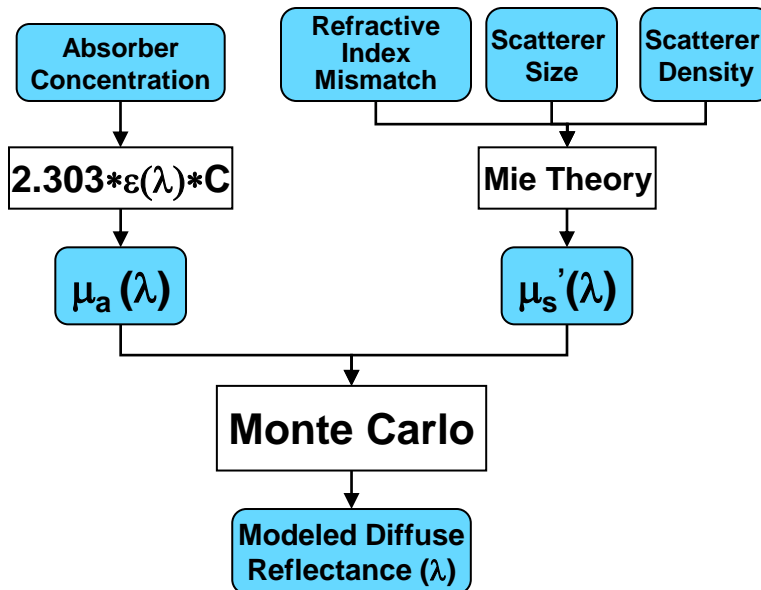 Absorber
Concentration
Refractive
Index
Mismatch
Scatterer
Size
Scatterer
Density
2.303*ε(λ)*C
Mie Theory
μa (λ)
μs’(λ)
Monte Carlo
Modeled Diffuse
Reflectance (λ)